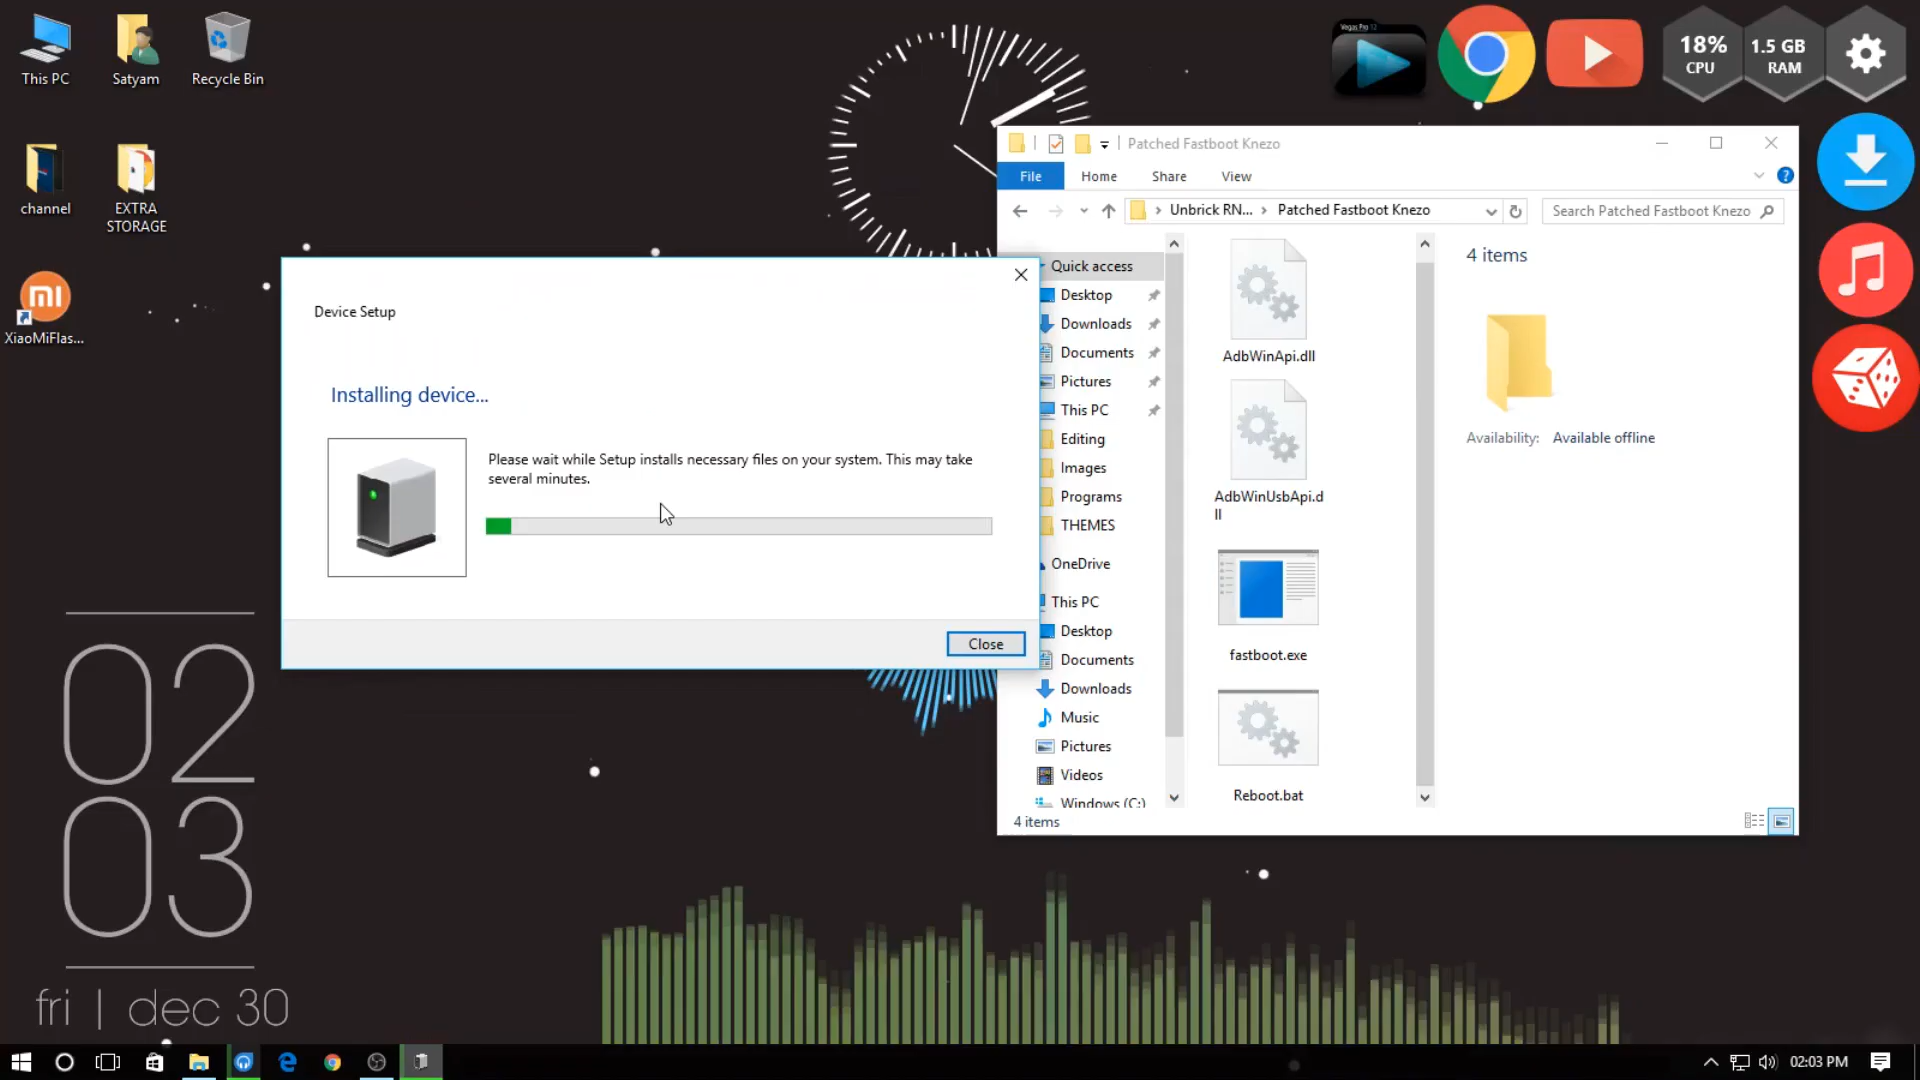 This PC
Satyam
Recycle Bin
channel
EXTRA
STORAGE
mi
XiaoMiFlas...
Vegas Pro 13
18%
CPU
1.5 GB
RAM
Patched Fastboot Knezo
File
Home
Share
View
Unbrick RN...
Patched Fastboot Knezo
Search Patched Fastboot Knezo
Quick access
Desktop
Downloads
Documents
Pictures
This PC
Editing
Images
Programs
THEMES
OneDrive
This PC
Desktop
Documents
Downloads
Music
Pictures
Videos
Windows (C:)
AdbWinApi.dll
AdbWinUsbApi.d
ll
fastboot.exe
Reboot.bat
4 items
Availability: Available offline
4 items
Device Setup
Installing device...
Please wait while Setup installs necessary files on your system. This may take
several minutes.
Close
02
03
fri | dec 30
02:03 PM